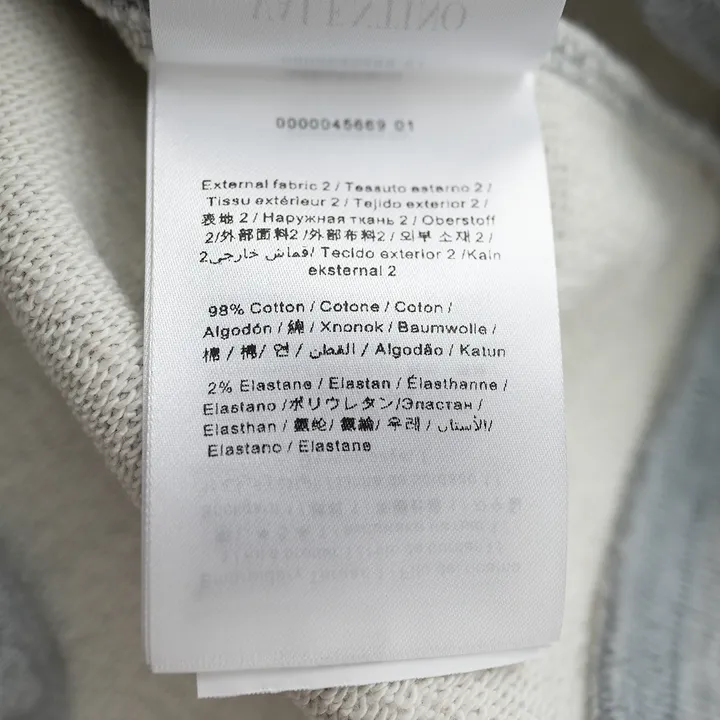 VALENTINO
0000045669 01
External fabric 2 / Tessuto esterno 2 /
Tissu extérieur 2 / Tejido exterior 2 /
表地 2 / Наружная ткань 2 / Oberstoff
2/外部面料2 /外部布料2 / 외부 소재 2 /
قماش خارجي2 / Tecido exterior 2 /Kain
eksternal 2
98% Cotton / Cotone / Coton /
Algodón / 綿 / Хлопок / Baumwolle /
棉 / 棉/ 면 / القطن / Algodão / Katun
2% Elastane / Elastan / Élasthanne /
Elastano /ポリウレタン/Эластан /
Elasthan / 氨纶/ 우레 / الأستان/
Elastano / Elastane